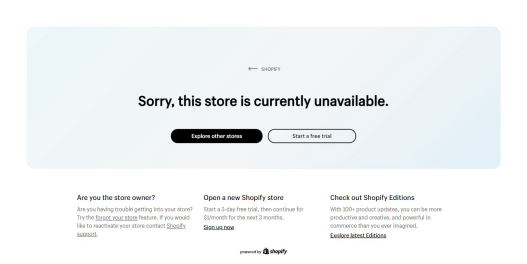 ← SHOPIFY
Sorry, this store is currently unavailable.
Explore other stores
Start a free trial
Are you the store owner?
Are you having trouble getting into your store?
Try the forgot your store feature. If you would
like to reactivate your store contact Shopify
support.
Open a new Shopify store
Start a 3-day free trial, then continue for
$1/month for the next 3 months.
Sign up now
Check out Shopify Editions
With 100+ product updates, you can be more
productive and creative, and powerful in
commerce than you ever imagined.
Explore latest Editions
powered by shopify